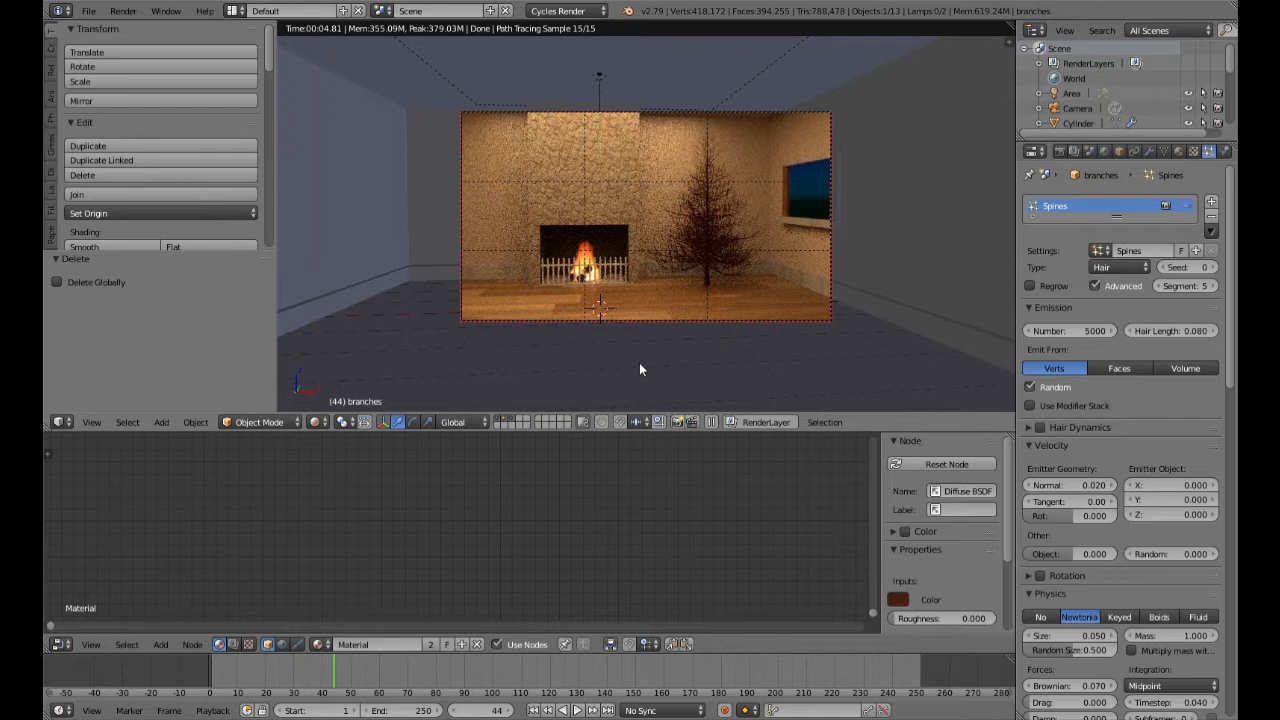 File Render Window Help Default Scene Cycles Render v2.79 | Verts:418,172 | Faces:394,255 | Tris:788,478 | Objects:1/13 | Lamps:0/2 | Mem:619.24M | branches
Time:00:04.81 | Mem:355.09M, Peak:379.03M | Done | Path Tracing Sample 15/15
Transform
Translate
Rotate
Scale
Mirror
Edit
Duplicate
Duplicate Linked
Delete
Join
Set Origin
Shading:
Smooth Flat
Delete
Delete Globally
(44) branches
View Select Add Object Object Mode Global RenderLayer Selection
Material
View Select Add Node Material 2 F Use Nodes
Node
Reset Node
Name: Diffuse BSDF
Label:
Color
Properties
Inputs:
Color
Roughness: 0.000
-50 -40 -30 -20 -10 0 10 20 30 40 50 60 70 80 90 100 110 120 130 140 150 160 170 180 190 200 210 220 230 240 250 260 270 280
View Marker Frame Playback Start: 1 End: 250 44 No Sync
View Search All Scenes
Scene
RenderLayers
World
Area
Camera
Cylinder
branches Spines
Spines
Settings: Spines F
Type: Hair Seed: 0
Regrow Advanced Segment: 5
Emission
Number: 5000 Hair Length: 0.080
Emit From:
Verts Faces Volume
Random
Use Modifier Stack
Hair Dynamics
Velocity
Emitter Geometry: Emitter Object:
Normal: 0.020 X: 0.000
Tangent: 0.00 Y: 0.000
Rot: 0.000 Z: 0.000
Other:
Object: 0.000 Random: 0.000
Rotation
Physics
No Newtonia Keyed Boids Fluid
Size: 0.050 Mass: 1.000
Random Size:0.500 Multiply mass wit...
Forces: Integration:
Brownian: 0.070 Midpoint
Drag: 0.000 Timestep: 0.040